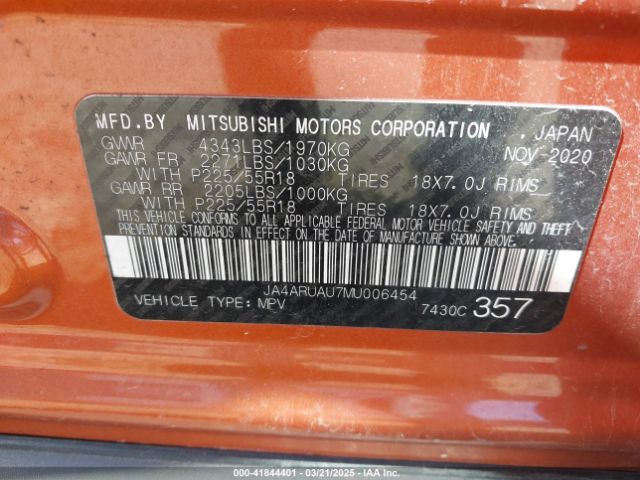 MFD.BY MITSUBISHI MOTORS CORPORATION , JAPAN
GVWR 4343LBS/1970KG NOV-2020
GAWR FR 2271LBS/1030KG
WITH P225/55R18 TIRES 18X7.0J RIMS
GAWR RR 2205LBS/1000KG
WITH P225/55R18 TIRES 18X7.0J RIMS
THIS VEHICLE CONFORMS TO ALL APPLICABLE FEDERAL MOTOR VEHICLE SAFETY AND THEFT
PREVENTION STANDARDS IN EFFECT ON THE DATE OF MANUFACTURE SHOWN ABOVE.
JA4ARUAU7MU006454
VEHICLE TYPE: MPV 7430C 357
000-41844401 - 03/21/2025 - IAAI, Inc.